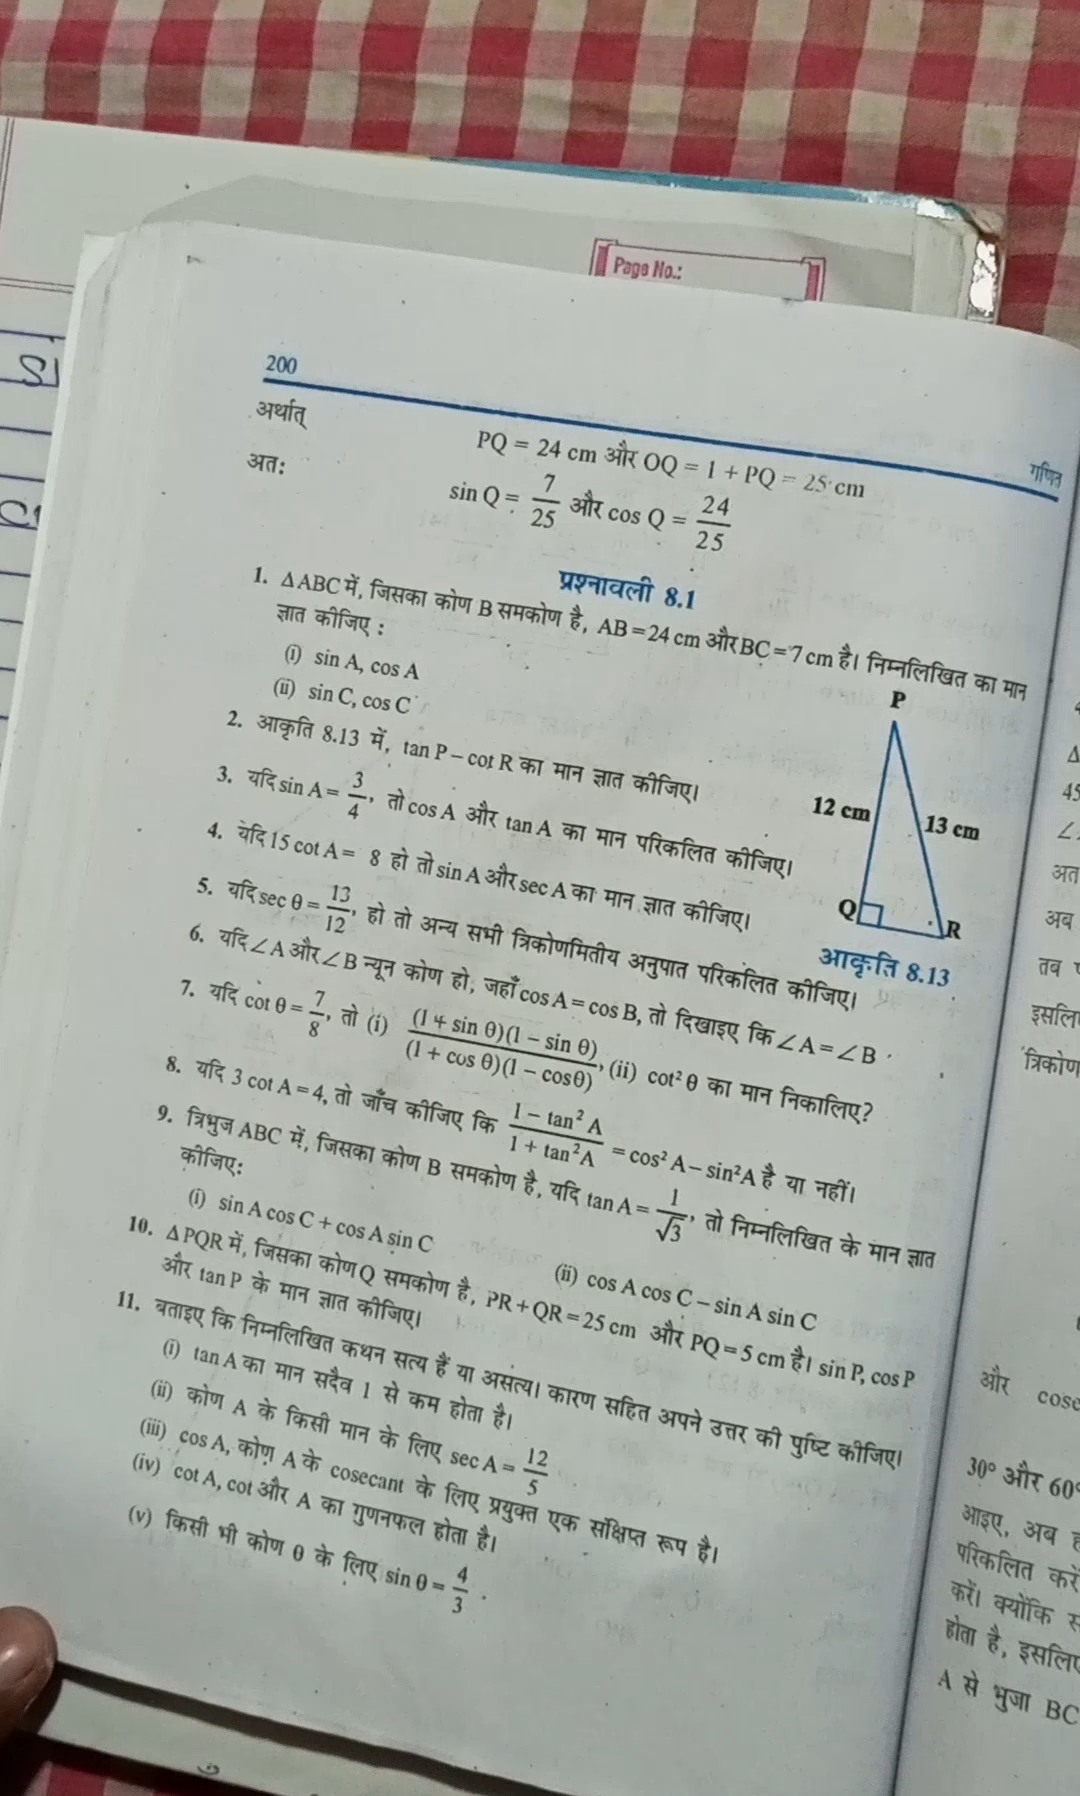 Page No.:
200
गणित
अर्थात्
PQ = 24 cm और OQ = 1 + PQ = 25 cm
अतः
sin Q = 7/25 और cos Q = 24/25
प्रश्नावली 8.1
1. ΔABC में, जिसका कोण B समकोण है, AB = 24 cm और BC = 7 cm है। निम्नलिखित का मान
ज्ञात कीजिए :
(i) sin A, cos A
(ii) sin C, cos C
2. आकृति 8.13 में, tan P – cot R का मान ज्ञात कीजिए।
3. यदि sin A = 3/4, तो cos A और tan A का मान परिकलित कीजिए।
4. यदि 15 cot A = 8 हो तो sin A और sec A का मान ज्ञात कीजिए।
5. यदि sec θ = 13/12, हो तो अन्य सभी त्रिकोणमितीय अनुपात परिकलित कीजिए।
P
12 cm
13 cm
Q
R
आकृति 8.13
6. यदि ∠A और ∠B न्यून कोण हो, जहाँ cos A = cos B, तो दिखाइए कि ∠A = ∠B
7. यदि cot θ = 7/8, तो (i) (1 + sin θ)(1 – sin θ)/(1 + cos θ)(1 – cosθ), (ii) cot² θ का मान निकालिए?
8. यदि 3 cot A = 4, तो जाँच कीजिए कि 1 – tan² A/1 + tan²A = cos² A – sin²A है या नहीं।
9. त्रिभुज ABC में, जिसका कोण B समकोण है, यदि tan A = 1/√3, तो निम्नलिखित के मान ज्ञात
कीजिए:
(i) sin A cos C + cos A sin C
(ii) cos A cos C – sin A sin C
10. ΔPQR में, जिसका कोण Q समकोण है, PR + QR = 25 cm और PQ = 5 cm है। sin P, cos P
और tan P के मान ज्ञात कीजिए।
11. बताइए कि निम्नलिखित कथन सत्य हैं या असत्य। कारण सहित अपने उत्तर की पुष्टि कीजिए।
(i) tan A का मान सदैव 1 से कम होता है।
(ii) कोण A के किसी मान के लिए sec A = 12/5
(iii) cos A, कोण A के cosecant के लिए प्रयुक्त एक संक्षिप्त रूप है।
(iv) cot A, cot और A का गुणनफल होता है।
(v) किसी भी कोण θ के लिए sin θ = 4/3 .
Δ
45
∠
अत
अब
तब
इसलि
त्रिकोण
और cose
30° और 60°
आइए, अब
परिकलित करें
करें। क्योंकि
होता है, इसलिए
A से भुजा BC